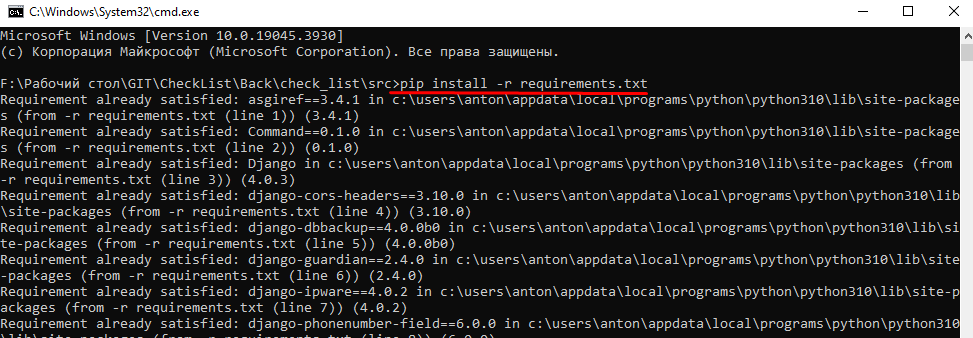 C:\Windows\System32\cmd.exe
Microsoft Windows [Version 10.0.19045.3930]
(c) Корпорация Майкрософт (Microsoft Corporation). Все права защищены.
F:\Рабочий стол\GIT\CheckList\Back\check_list\src>pip install -r requirements.txt
Requirement already satisfied: asgiref==3.4.1 in c:\users\anton\appdata\local\programs\python\python310\lib\site-package
s (from -r requirements.txt (line 1)) (3.4.1)
Requirement already satisfied: Command==0.1.0 in c:\users\anton\appdata\local\programs\python\python310\lib\site-package
s (from -r requirements.txt (line 2)) (0.1.0)
Requirement already satisfied: Django in c:\users\anton\appdata\local\programs\python\python310\lib\site-packages (from
-r requirements.txt (line 3)) (4.0.3)
Requirement already satisfied: django-cors-headers==3.10.0 in c:\users\anton\appdata\local\programs\python\python310\lib
\site-packages (from -r requirements.txt (line 4)) (3.10.0)
Requirement already satisfied: django-dbbackup==4.0.0b0 in c:\users\anton\appdata\local\programs\python\python310\lib\si
te-packages (from -r requirements.txt (line 5)) (4.0.0b0)
Requirement already satisfied: django-guardian==2.4.0 in c:\users\anton\appdata\local\programs\python\python310\lib\site
-packages (from -r requirements.txt (line 6)) (2.4.0)
Requirement already satisfied: django-ipware==4.0.2 in c:\users\anton\appdata\local\programs\python\python310\lib\site-p
ackages (from -r requirements.txt (line 7)) (4.0.2)
Requirement already satisfied: django-phonenumber-field==6.0.0 in c:\users\anton\appdata\local\programs\python\python310
\lib\site-packages (from -r requirements.txt (line 8)) (6.0.0)